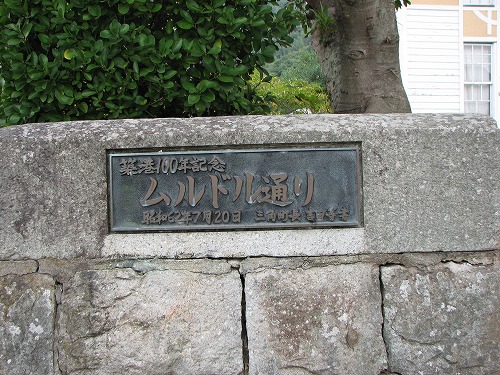 築港100年記念
ムルドル通り
昭和62年7月20日 三角町長